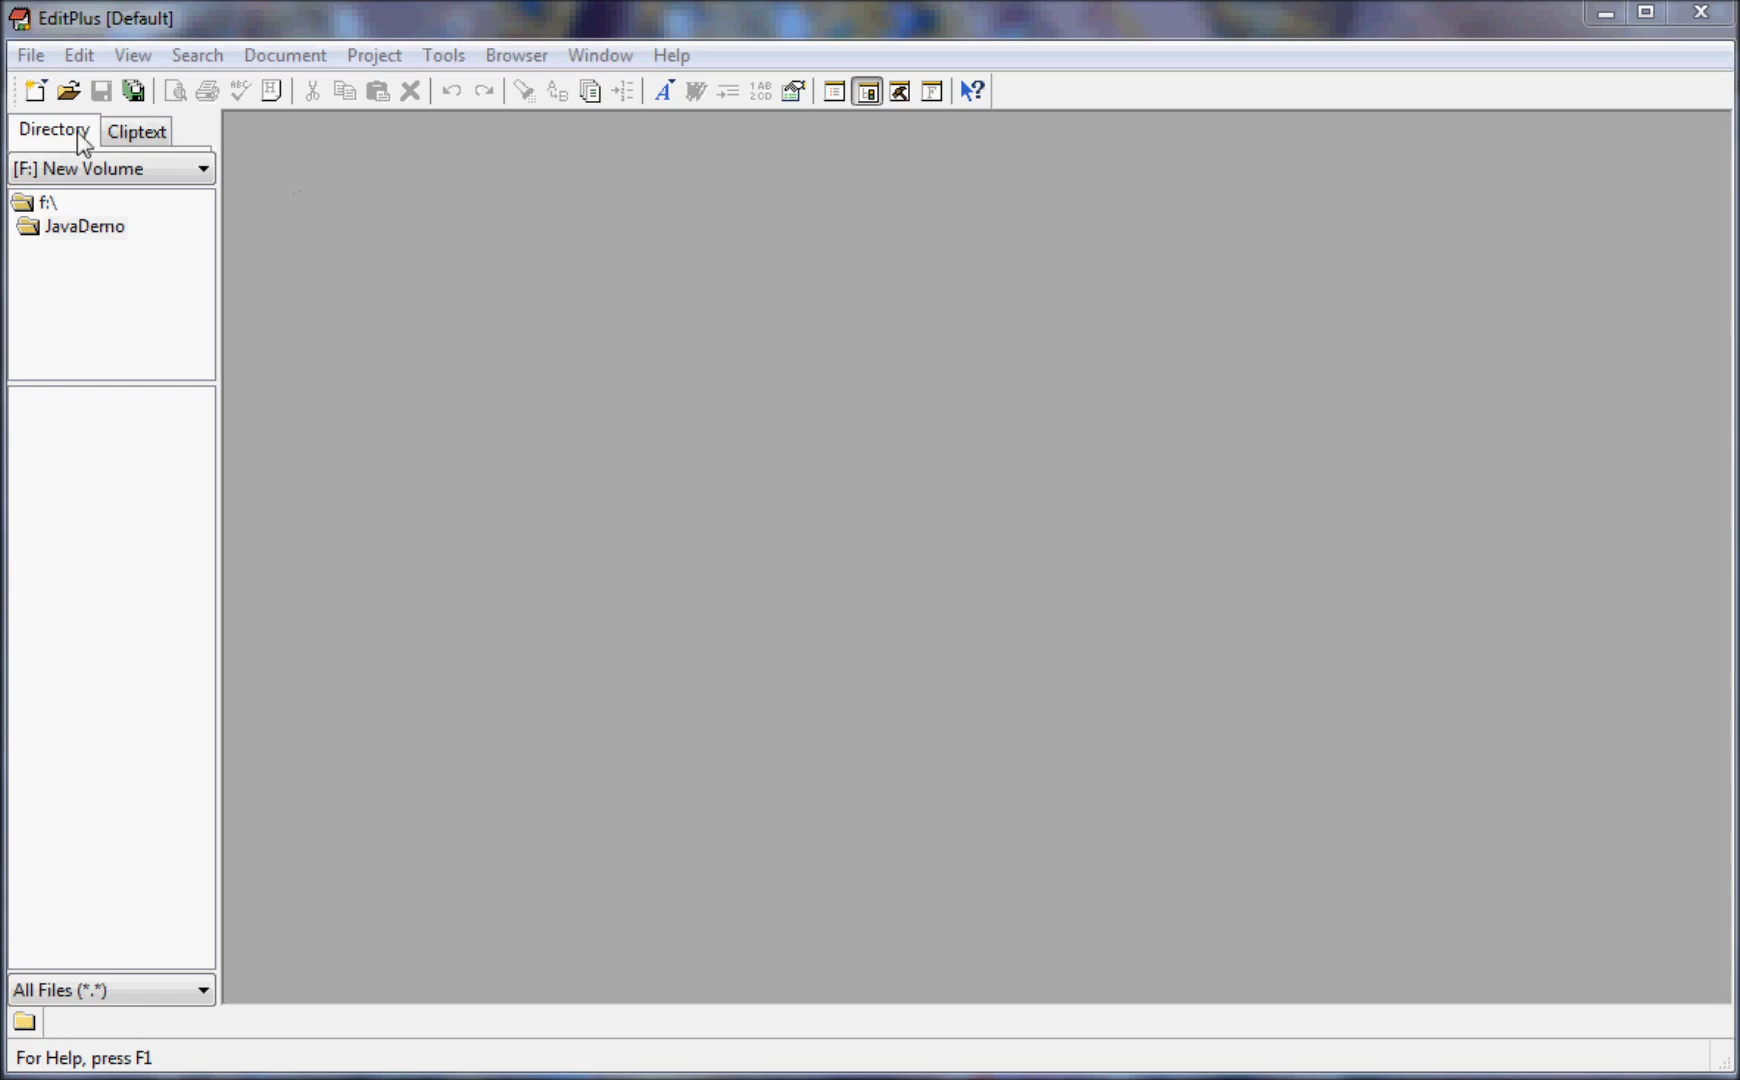 EditPlus [Default]
File Edit View Search Document Project Tools Browser Window Help
Directory Cliptext
[F:] New Volume
f:\
JavaDemo
All Files (*.*)
For Help, press F1